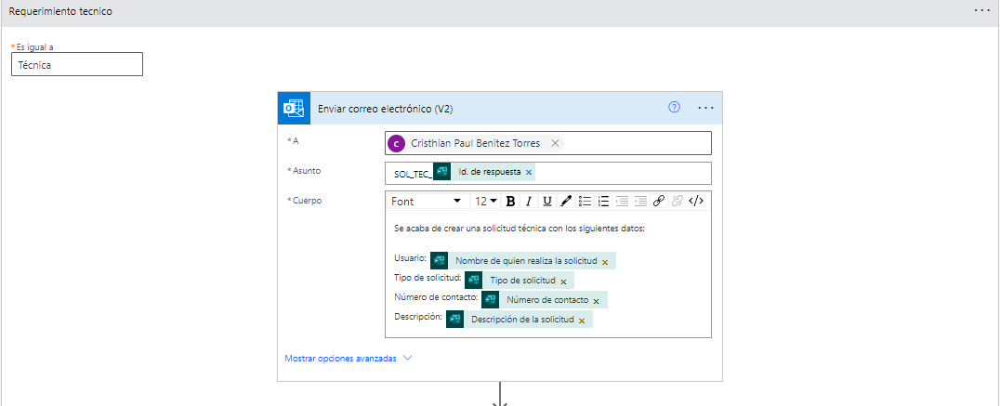 Requerimiento tecnico
*Es igual a
Técnica
Enviar correo electrónico (V2)
*A
C Cristhian Paul Benitez Torres
*Asunto
SOL_TEC_ Id. de respuesta
*Cuerpo
Font 12 B I U </>
Se acaba de crear una solicitud técnica con los siguientes datos:
Usuario: Nombre de quien realiza la solicitud
Tipo de solicitud: Tipo de solicitud
Número de contacto: Número de contacto
Descripción: Descripción de la solicitud
Mostrar opciones avanzadas